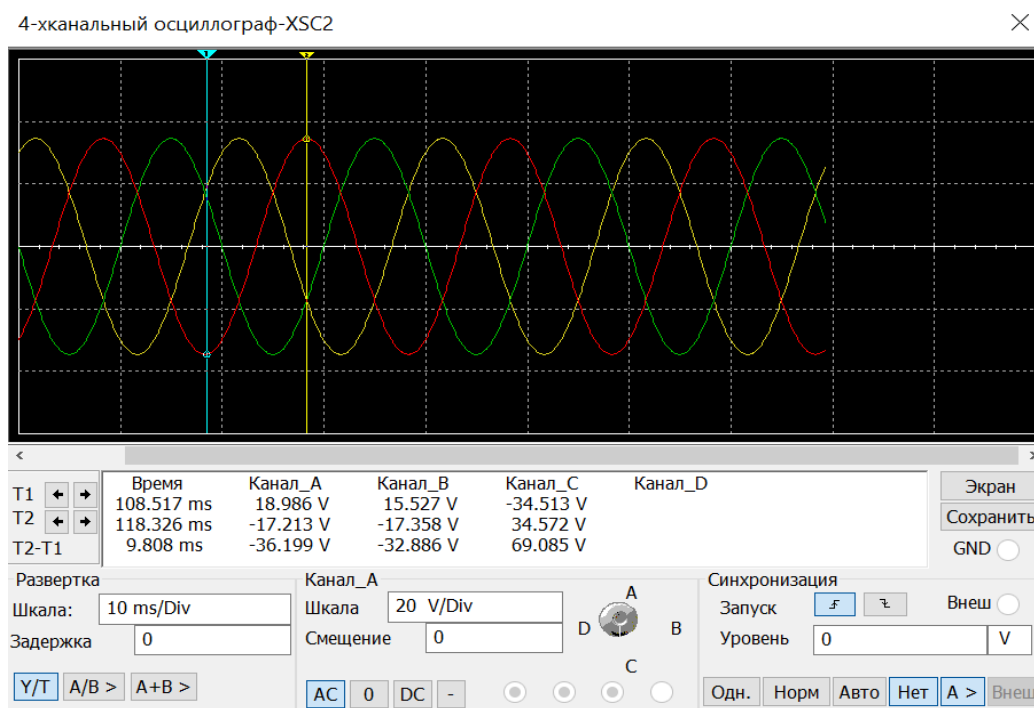 4-хканальный осциллограф-XSC2
T1
T2
T2-T1
Время Канал_A Канал_B Канал_C Канал_D
108.517 ms 18.986 V 15.527 V -34.513 V
118.326 ms -17.213 V -17.358 V 34.572 V
9.808 ms -36.199 V -32.886 V 69.085 V
Экран
Сохранить
GND
Развертка
Шкала: 10 ms/Div
Задержка 0
Y/T A/B > A+B >
Канал_A
Шкала 20 V/Div
Смещение 0
AC 0 DC -
A
D B
C
Синхронизация
Запуск Внеш
Уровень 0 V
Одн. Норм Авто Нет A > Внеш